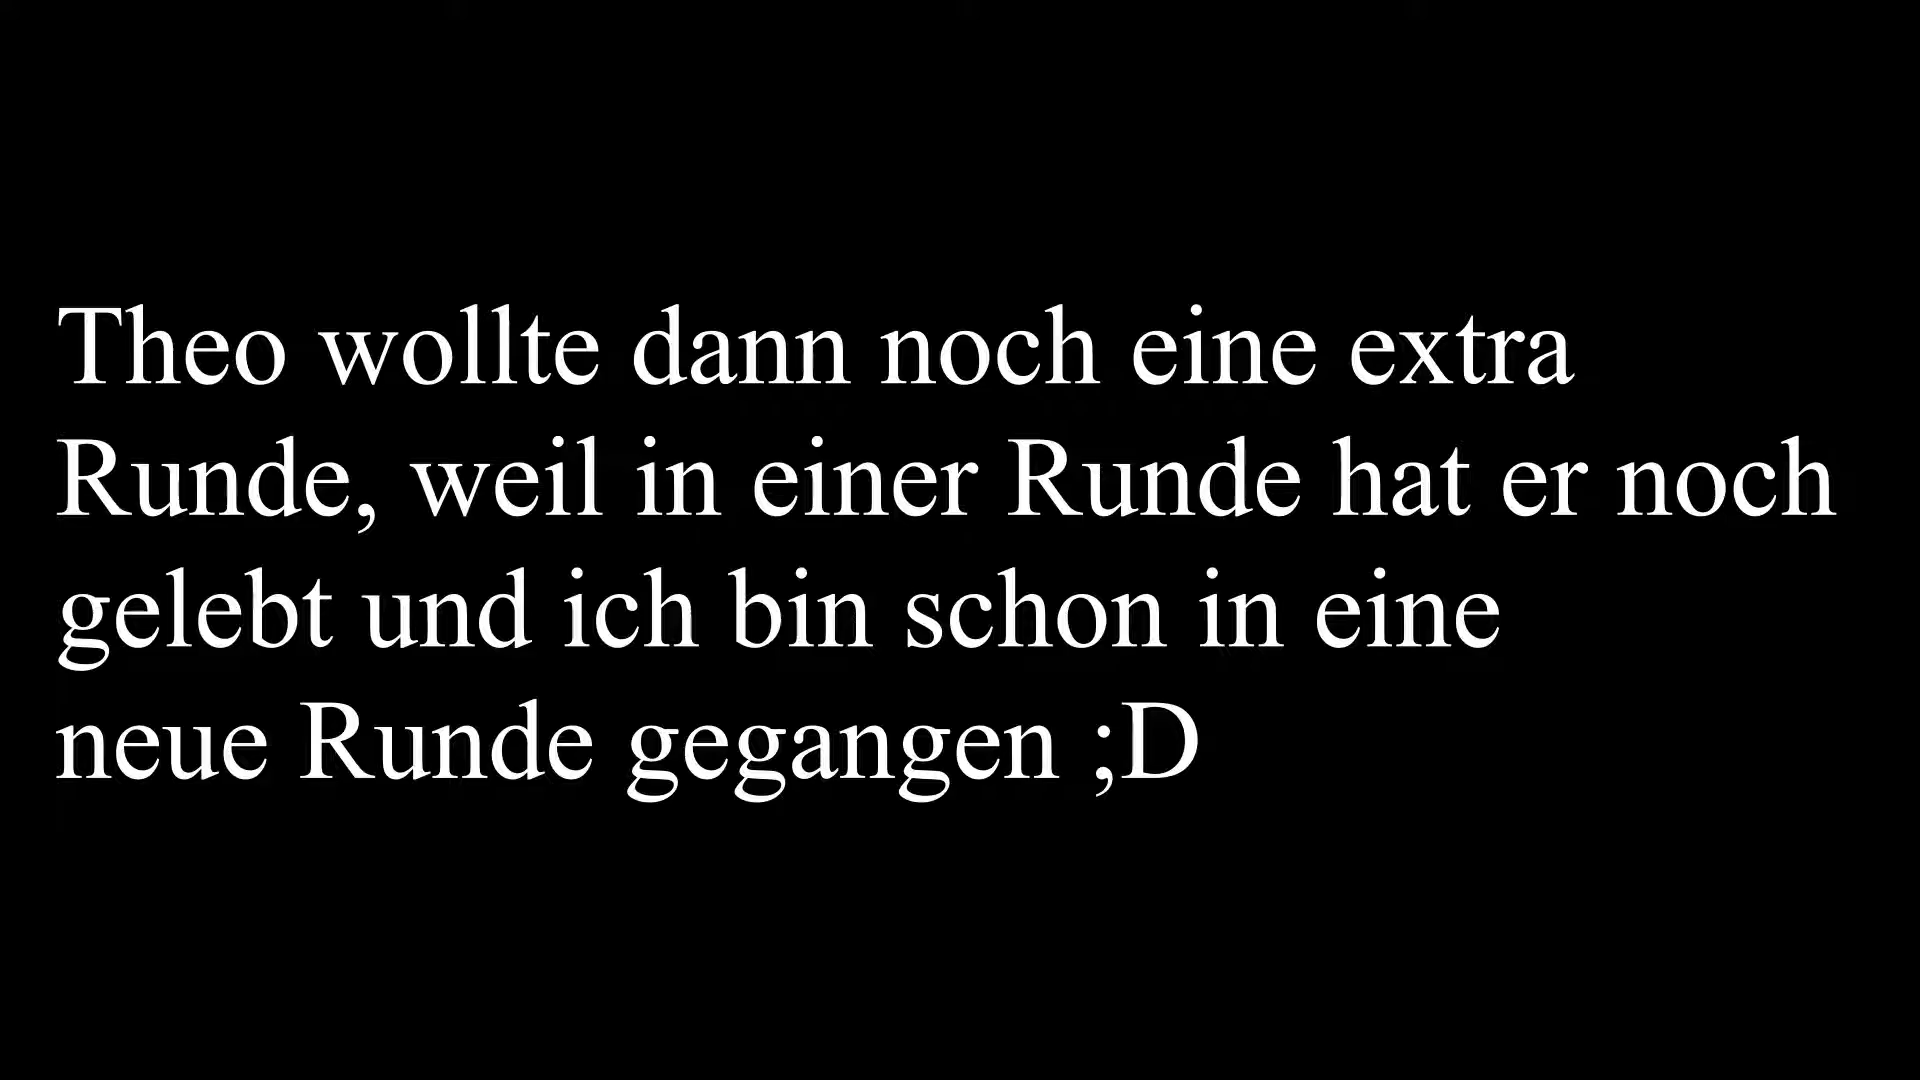 Theo wollte dann noch eine extra
Runde, weil in einer Runde hat er noch
gelebt und ich bin schon in eine
neue Runde gegangen ;D